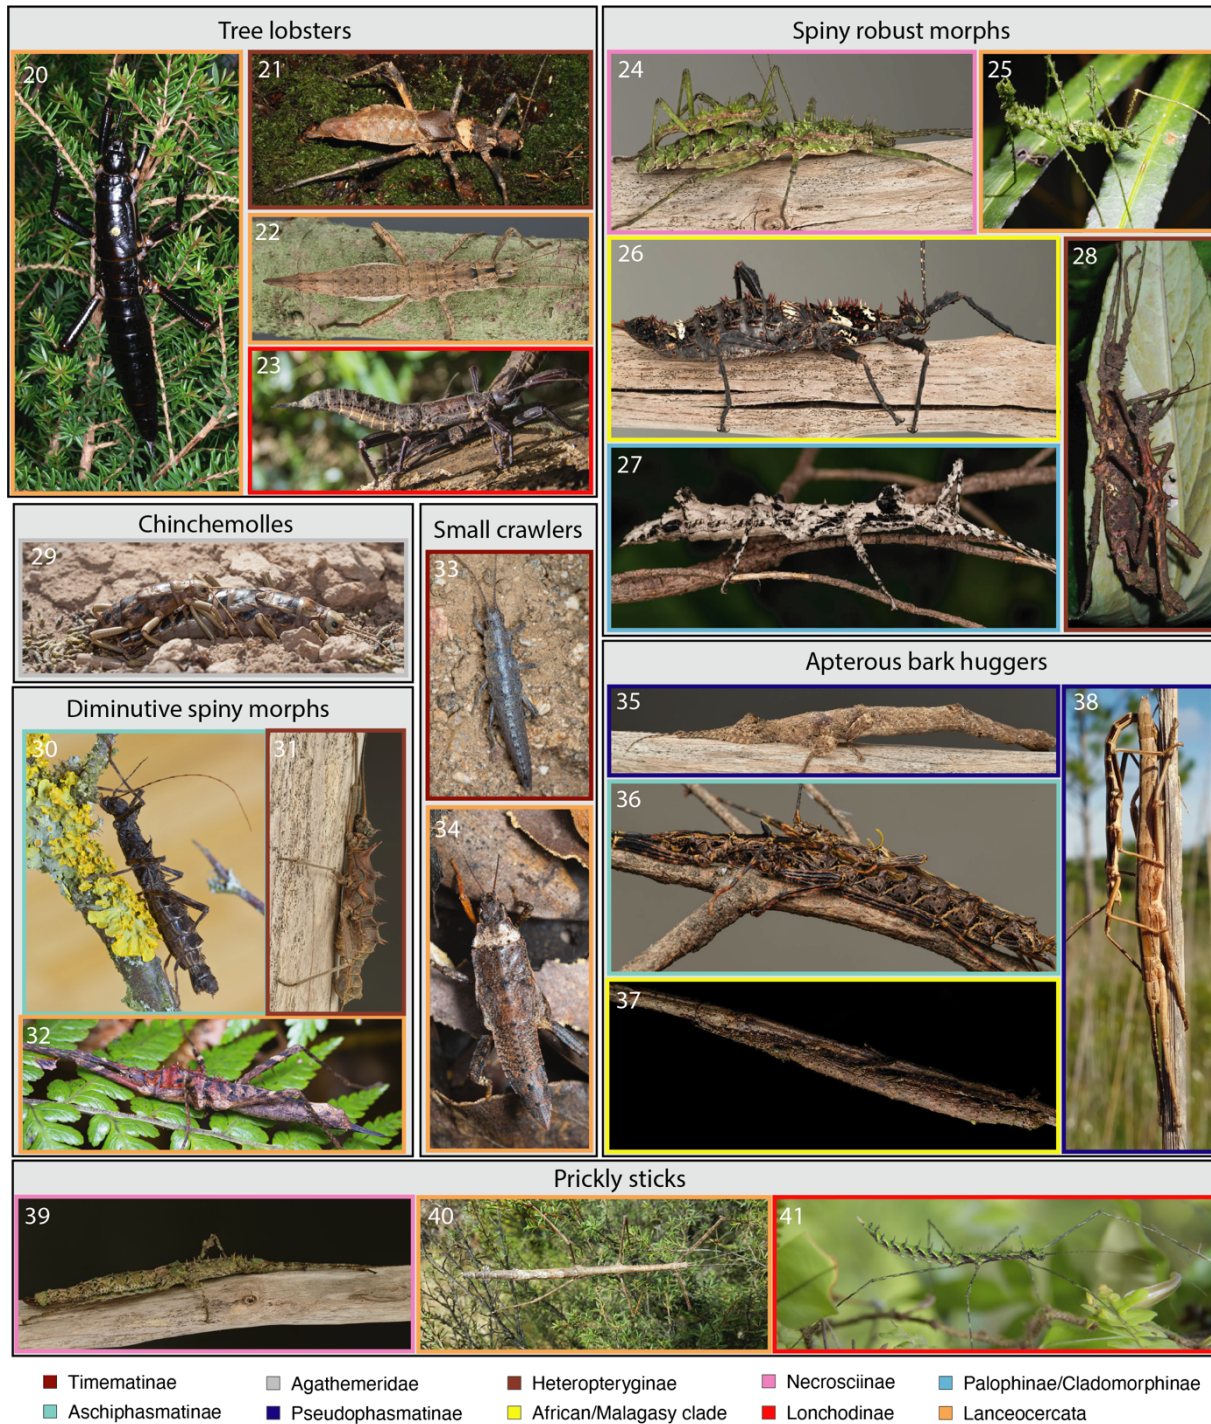 Tree lobsters
20
21
22
23
Spiny robust morphs
24
25
26
27
28
Chinchemolles
29
Diminutive spiny morphs
30
31
32
Small crawlers
33
34
Apterous bark huggers
35
36
37
38
Prickly sticks
39
40
41
Timematinae
Agathemeridae
Heteropteryginae
Necrosciinae
Palophinae/Cladomorphinae
Aschiphasmatinae
Pseudophasmatinae
African/Malagasy clade
Lonchodinae
Lanceocercata